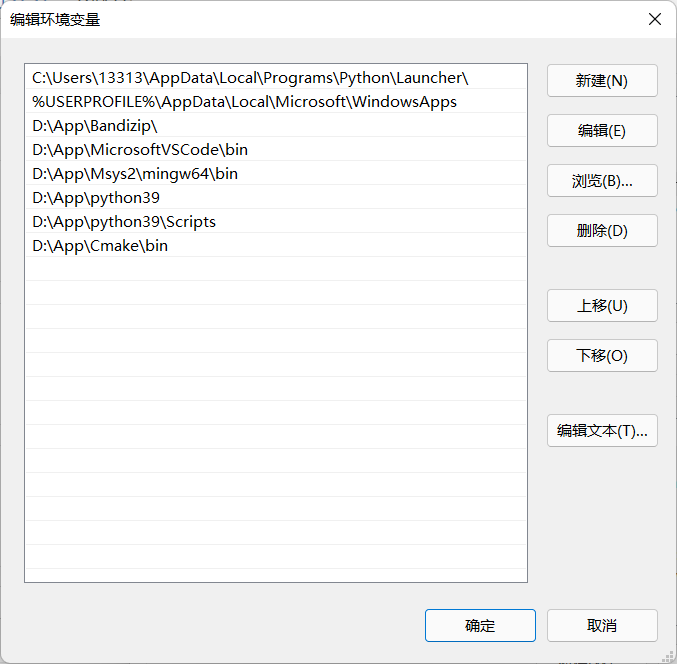 编辑环境变量
C:\Users\13313\AppData\Local\Programs\Python\Launcher\
%USERPROFILE%\AppData\Local\Microsoft\WindowsApps
D:\App\Bandizip\
D:\App\MicrosoftVSCode\bin
D:\App\Msys2\mingw64\bin
D:\App\python39
D:\App\python39\Scripts
D:\App\Cmake\bin
新建(N)
编辑(E)
浏览(B)...
删除(D)
上移(U)
下移(O)
编辑文本(T)...
确定
取消